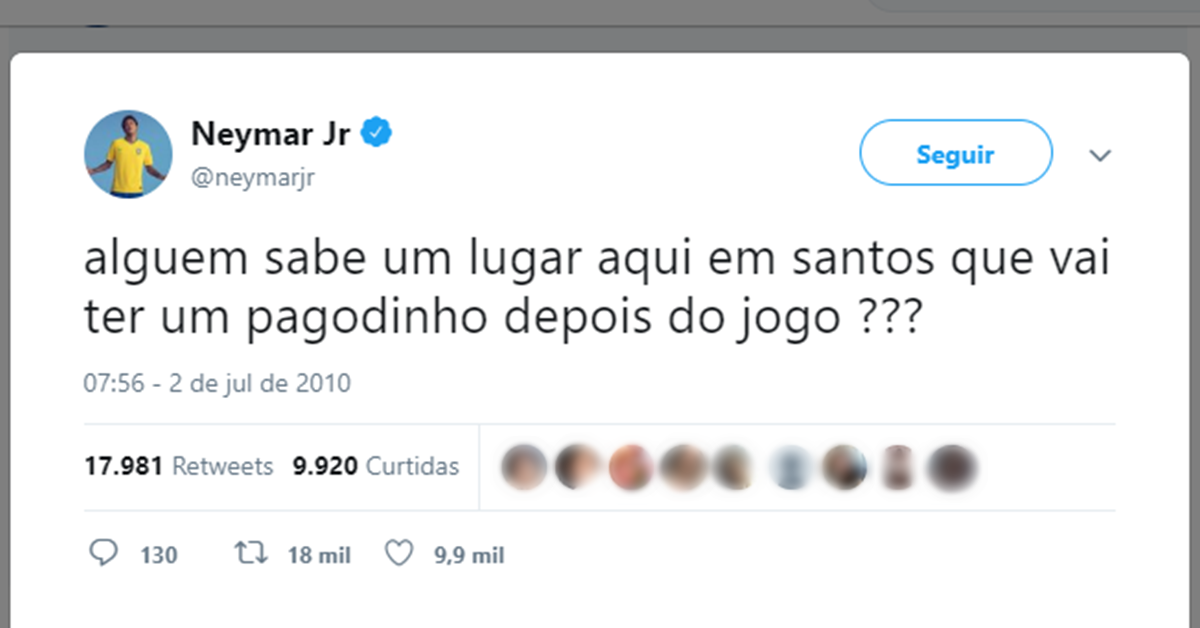 Neymar Jr
@neymarjr
Seguir
alguem sabe um lugar aqui em santos que vai
ter um pagodinho depois do jogo ???
07:56 - 2 de jul de 2010
17.981 Retweets 9.920 Curtidas
130 18 mil 9,9 mil